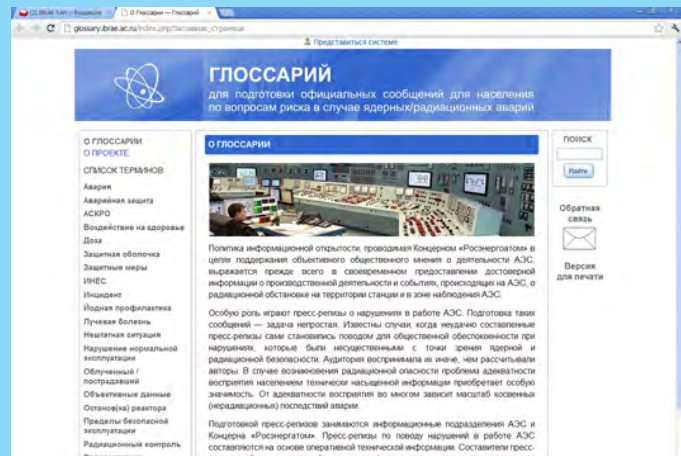 О Глоссарии — Глоссарий
glossary.ibrae.ac.ru/index.php/Заглавная_страница
Представиться системе
ГЛОССАРИЙ
для подготовки официальных сообщений для населения
по вопросам риска в случае ядерных/радиационных аварий
О ГЛОССАРИИ
О ПРОЕКТЕ
СПИСОК ТЕРМИНОВ
Авария
Аварийная защита
АСКРО
Воздействие на здоровье
Доза
Защитная оболочка
Защитные меры
ИНЕС
Инцидент
Йодная профилактика
Лучевая болезнь
Нештатная ситуация
Нарушение нормальной
эксплуатации
Облученный /
пострадавший
Объективные данные
Останов(ка) реактора
Пределы безопасной
эксплуатации
Радиационный контроль
О ГЛОССАРИИ
Политика информационной открытости, проводимая Концерном «Росэнергоатом» в
целях поддержания объективного общественного мнения о деятельности АЭС,
выражается прежде всего в своевременном предоставлении достоверной
информации о производственной деятельности и событиях, происходящих на АЭС, о
радиационной обстановке на территории станции и в зоне наблюдения АЭС.
Особую роль играют пресс-релизы о нарушениях в работе АЭС. Подготовка таких
сообщений — задача непростая. Известны случаи, когда неудачно составленные
пресс-релизы сами становились поводом для общественной обеспокоенности при
нарушениях, которые были несущественными с точки зрения ядерной и
радиационной безопасности. Аудитория воспринимала их иначе, чем рассчитывали
авторы. В случае возникновения радиационной опасности проблема адекватности
восприятия населением технически насыщенной информации приобретает особую
значимость. От адекватности восприятия во многом зависит масштаб косвенных
(нерадиационных) последствий аварии.
Подготовкой пресс-релизов занимаются информационные подразделения АЭС и
Концерна «Росэнергатом». Пресс-релизы по поводу нарушений в работе АЭС
составляются на основе оперативной технической информации. Составители пресс-
ПОИСК
Найти
Обратная
связь
Версия
для печати